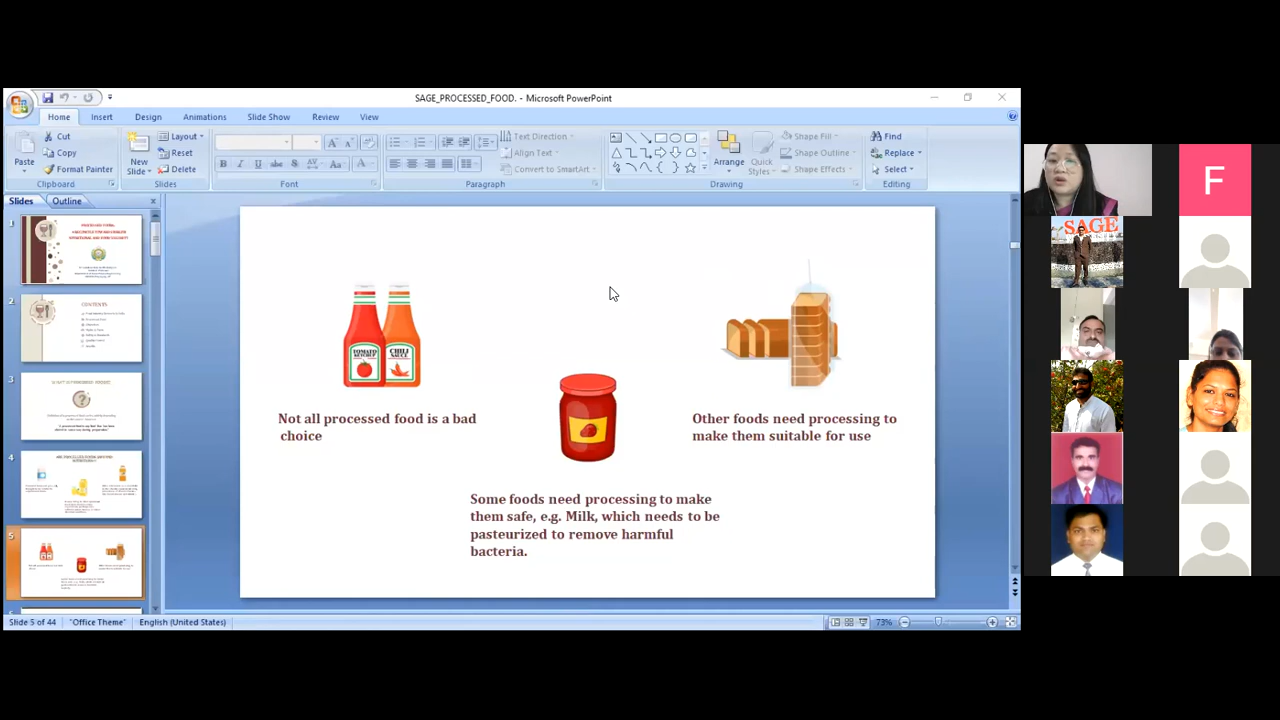 SAGE_PROCESSED_FOOD. - Microsoft PowerPoint
Home Insert Design Slide Show Animations Review View
Cut
Copy
Format Painter
Paste
Clipboard
New
Slide
Layout
Reset
Delete
Slides
Font
Text Direction
Align Text
Convert to SmartArt
Paragraph
Arrange
Quick
Styles
Shape Fill
Shape Outline
Shape Effects
Drawing
Find
Replace
Select
Editing
Slides Outline
1
2
CONTENTS
3
4
5
TOMATO
KETCHUP
CHILI
SAUCE
Not all processed food is a bad
choice
Other foods need processing to
make them suitable for use
Some foods need processing to make
them safe, e.g. Milk, which needs to be
pasteurized to remove harmful
bacteria.
Slide 5 of 44 "Office Theme" English (United States)
73%
F
SAGE